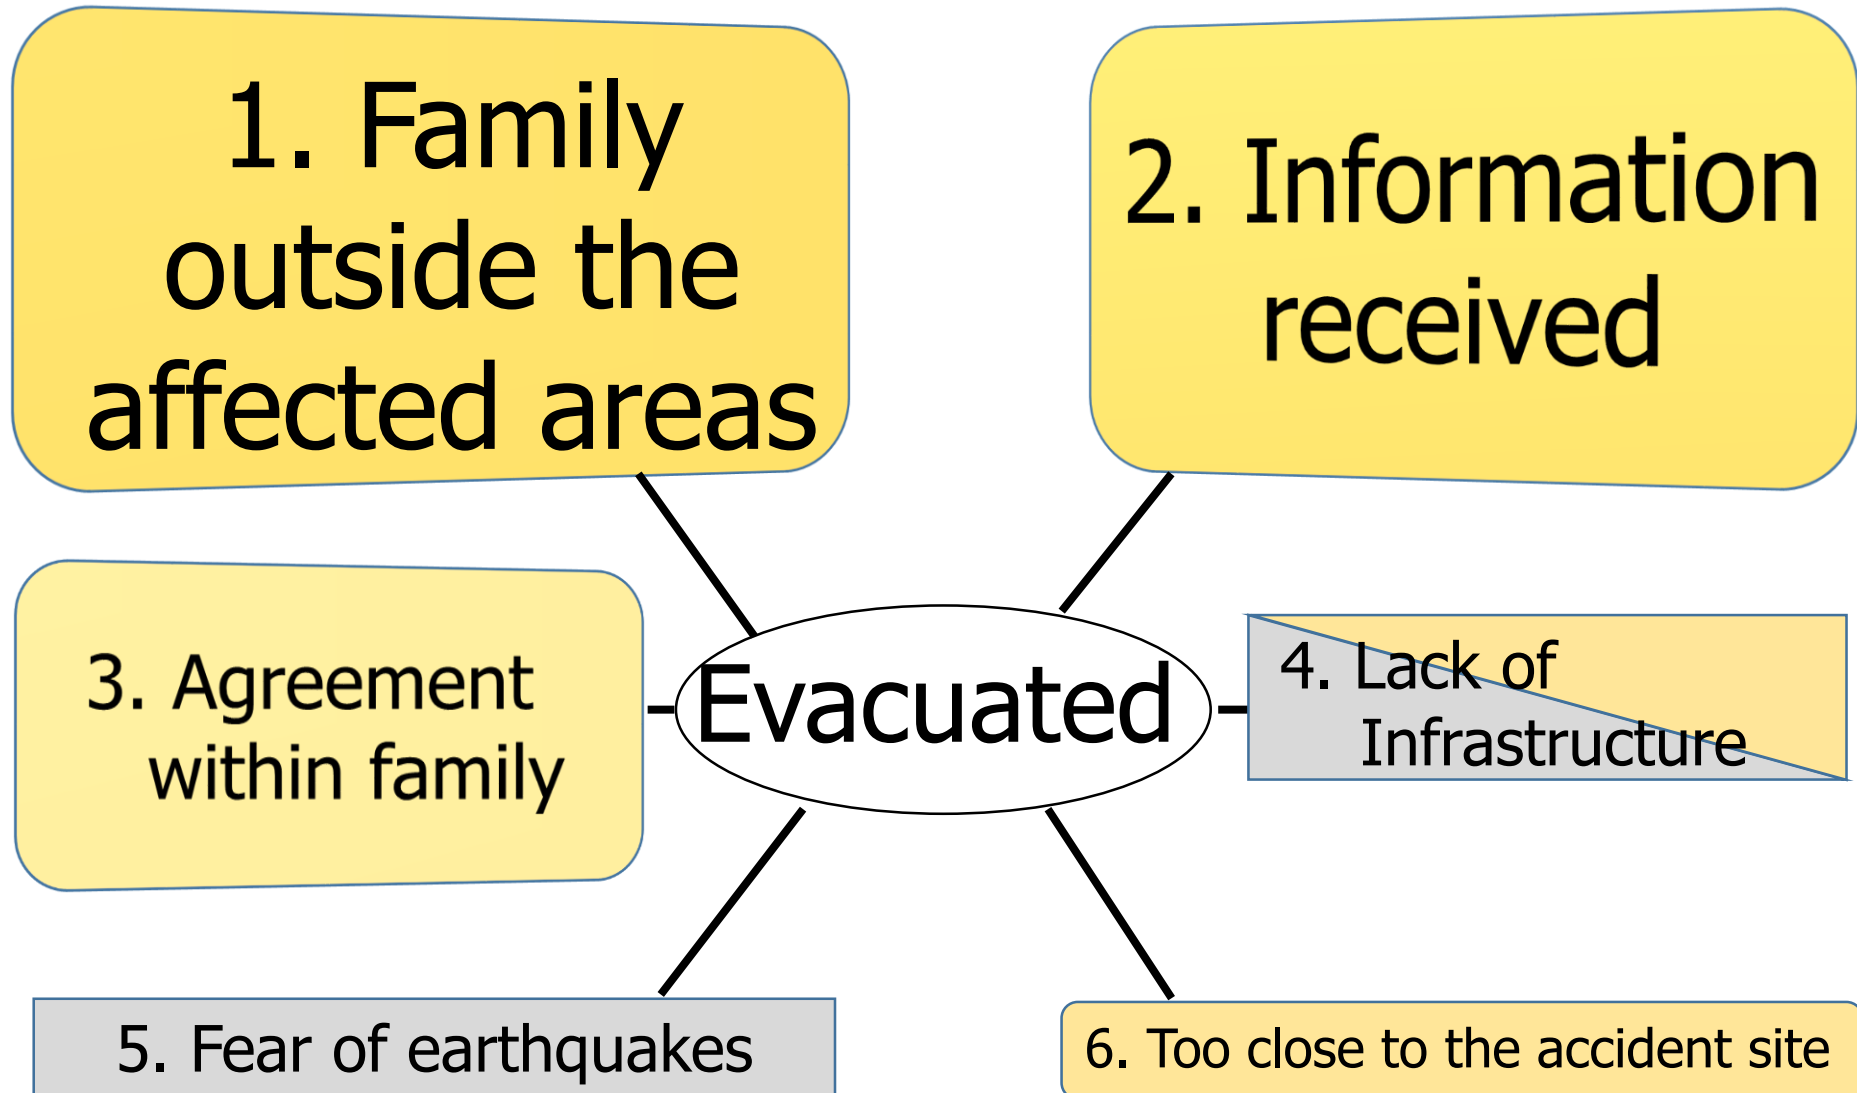 1. Family
outside the
affected areas
2. Information
received
3. Agreement
within family
Evacuated
4. Lack of
Infrastructure
5. Fear of earthquakes
6. Too close to the accident site